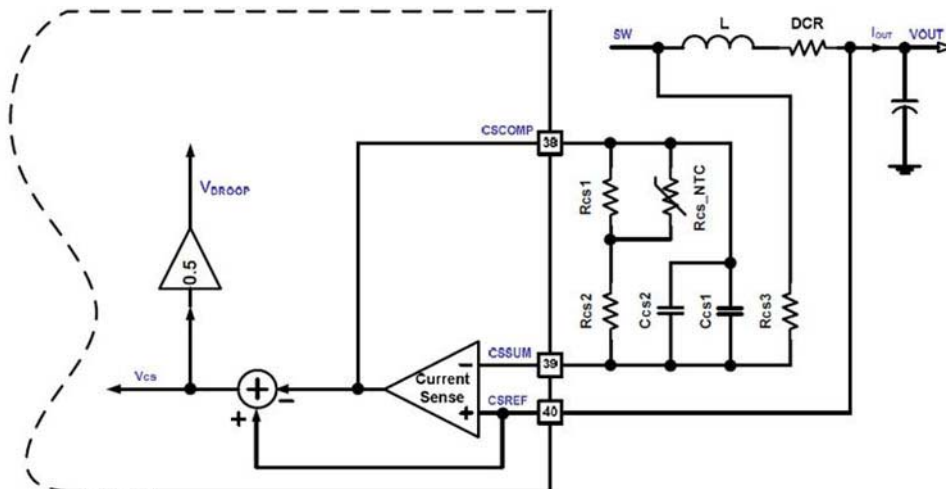 L
DCR
SW
IOUT
VOUT
CSCOMP
38
VDROOP
Rcs1
Rcs_NTC
0.5
Rcs2
Ccs2
Ccs1
Rcs3
CSSUM
39
Vcs
+
−
−
Current
Sense
+
+
CSREF
40